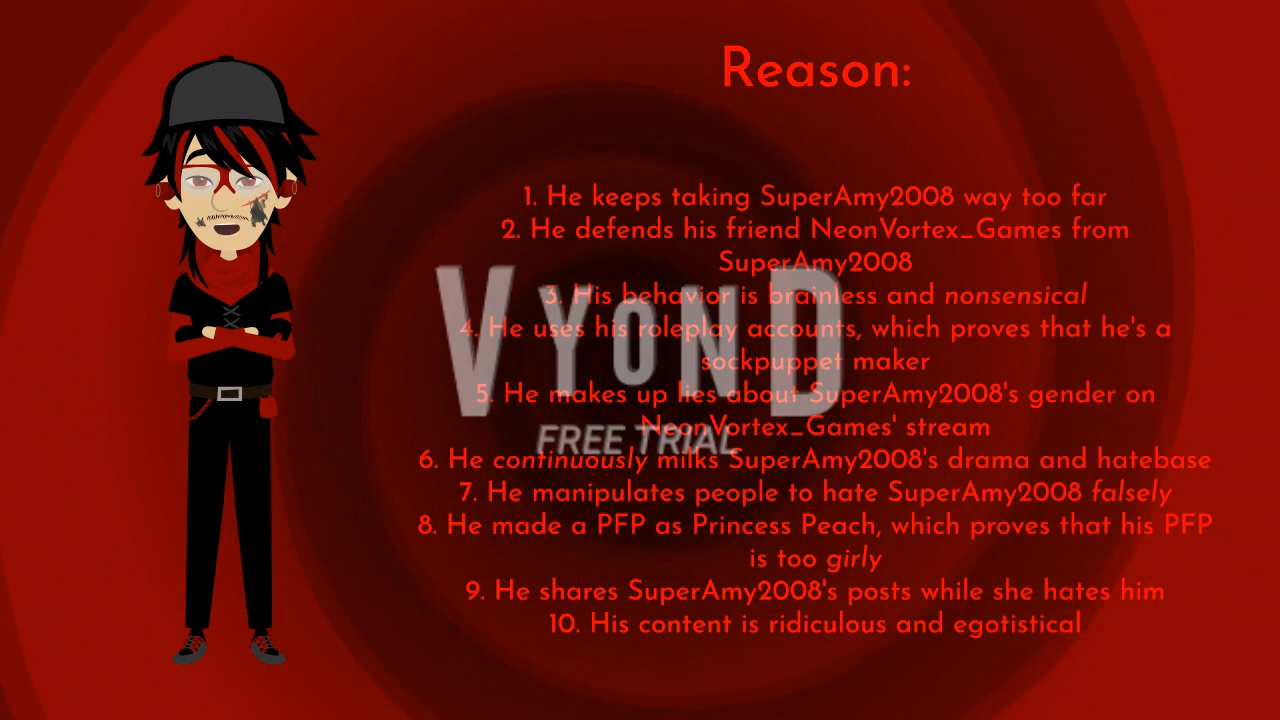 Reason:
1. He keeps taking SuperAmy2008 way too far
2. He defends his friend NeonVortex_Games from
SuperAmy2008
3. His behavior is brainless and nonsensical
4. He uses his roleplay accounts, which proves that he's a
sockpuppet maker
5. He makes up lies about SuperAmy2008's gender on
NeonVortex_Games' stream
6. He continuously milks SuperAmy2008's drama and hatebase
7. He manipulates people to hate SuperAmy2008 falsely
8. He made a PFP as Princess Peach, which proves that his PFP
is too girly
9. He shares SuperAmy2008's posts while she hates him
10. His content is ridiculous and egotistical
VYOND
FREE TRIAL